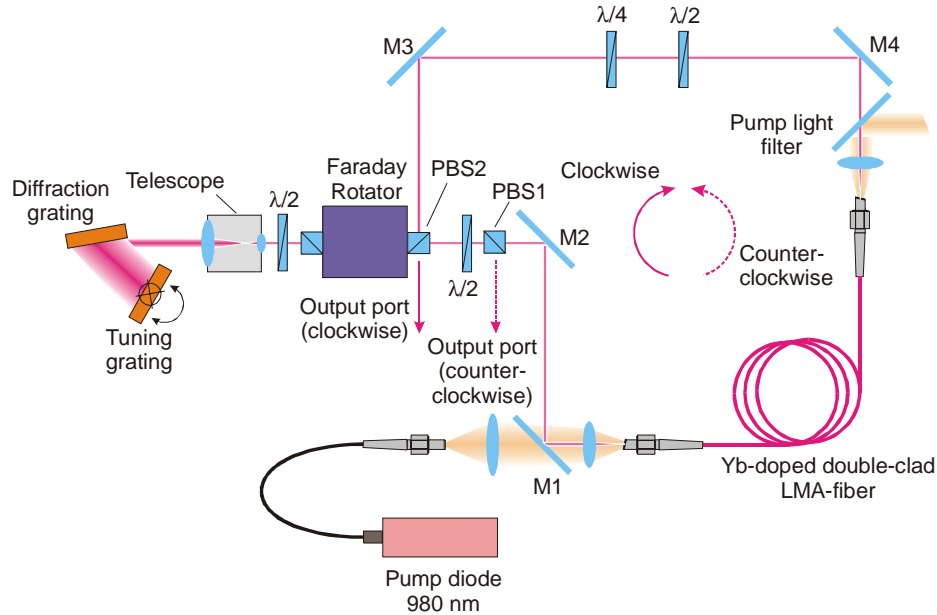 λ/4
λ/2
M3
M4
Pump light
filter
Faraday
Rotator
PBS2
PBS1
Clockwise
Diffraction
grating
Telescope
λ/2
M2
Counter-
clockwise
λ/2
Output port
(clockwise)
Output port
(counter-
clockwise)
Tuning
grating
M1
Yb-doped double-clad
LMA-fiber
Pump diode
980 nm